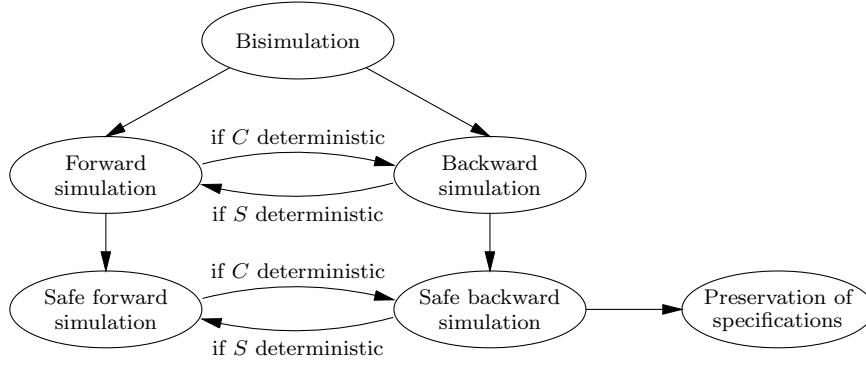 Bisimulation
if C deterministic
Forward
simulation
Backward
simulation
if S deterministic
if C deterministic
Safe forward
simulation
Safe backward
simulation
Preservation of
specifications
if S deterministic